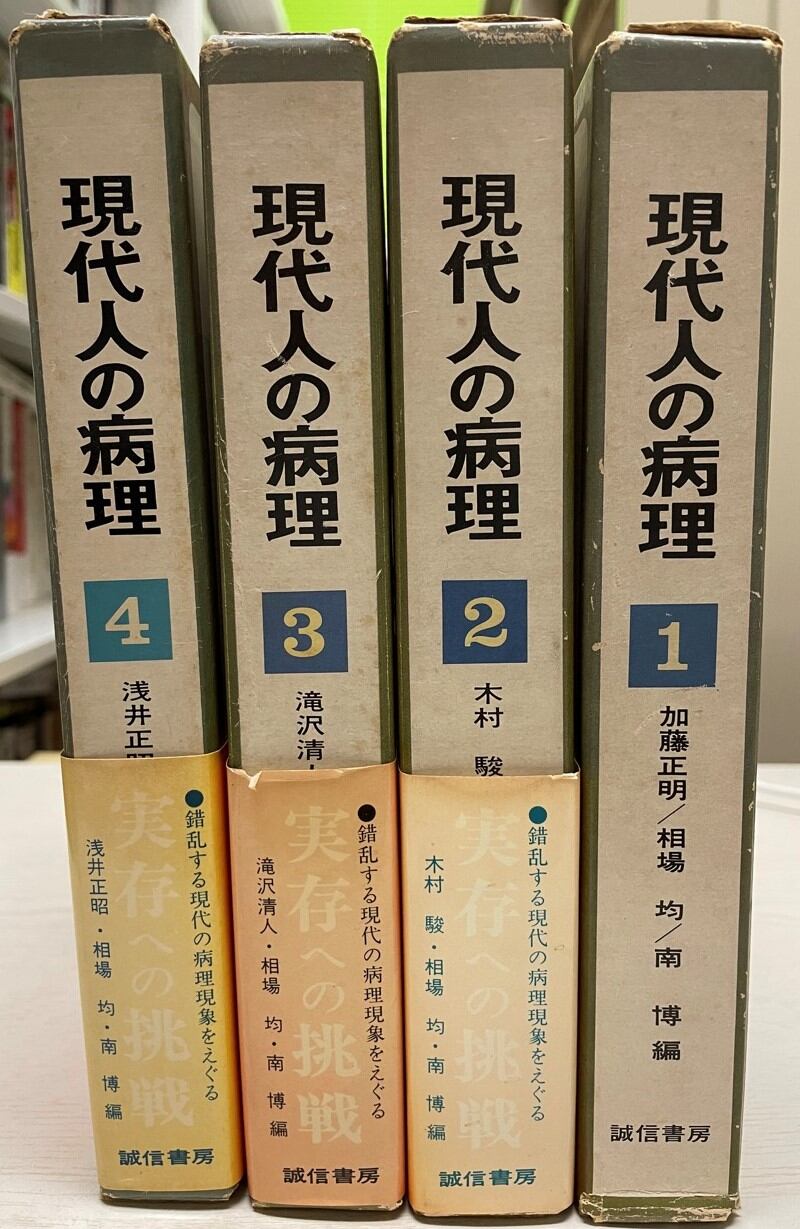 現代人の病理
4
浅井正昭
実存への挑戦
●錯乱する現代の病理現象をえぐる
浅井正昭・相場 均・南 博編
誠信書房
現代人の病理
3
滝沢清人
実存への挑戦
●錯乱する現代の病理現象をえぐる
滝沢清人・相場 均・南 博編
誠信書房
現代人の病理
2
木村 駿
実存への挑戦
●錯乱する現代の病理現象をえぐる
木村 駿・相場 均・南 博編
誠信書房
現代人の病理
1
加藤正明/相場 均/南 博編
誠信書房